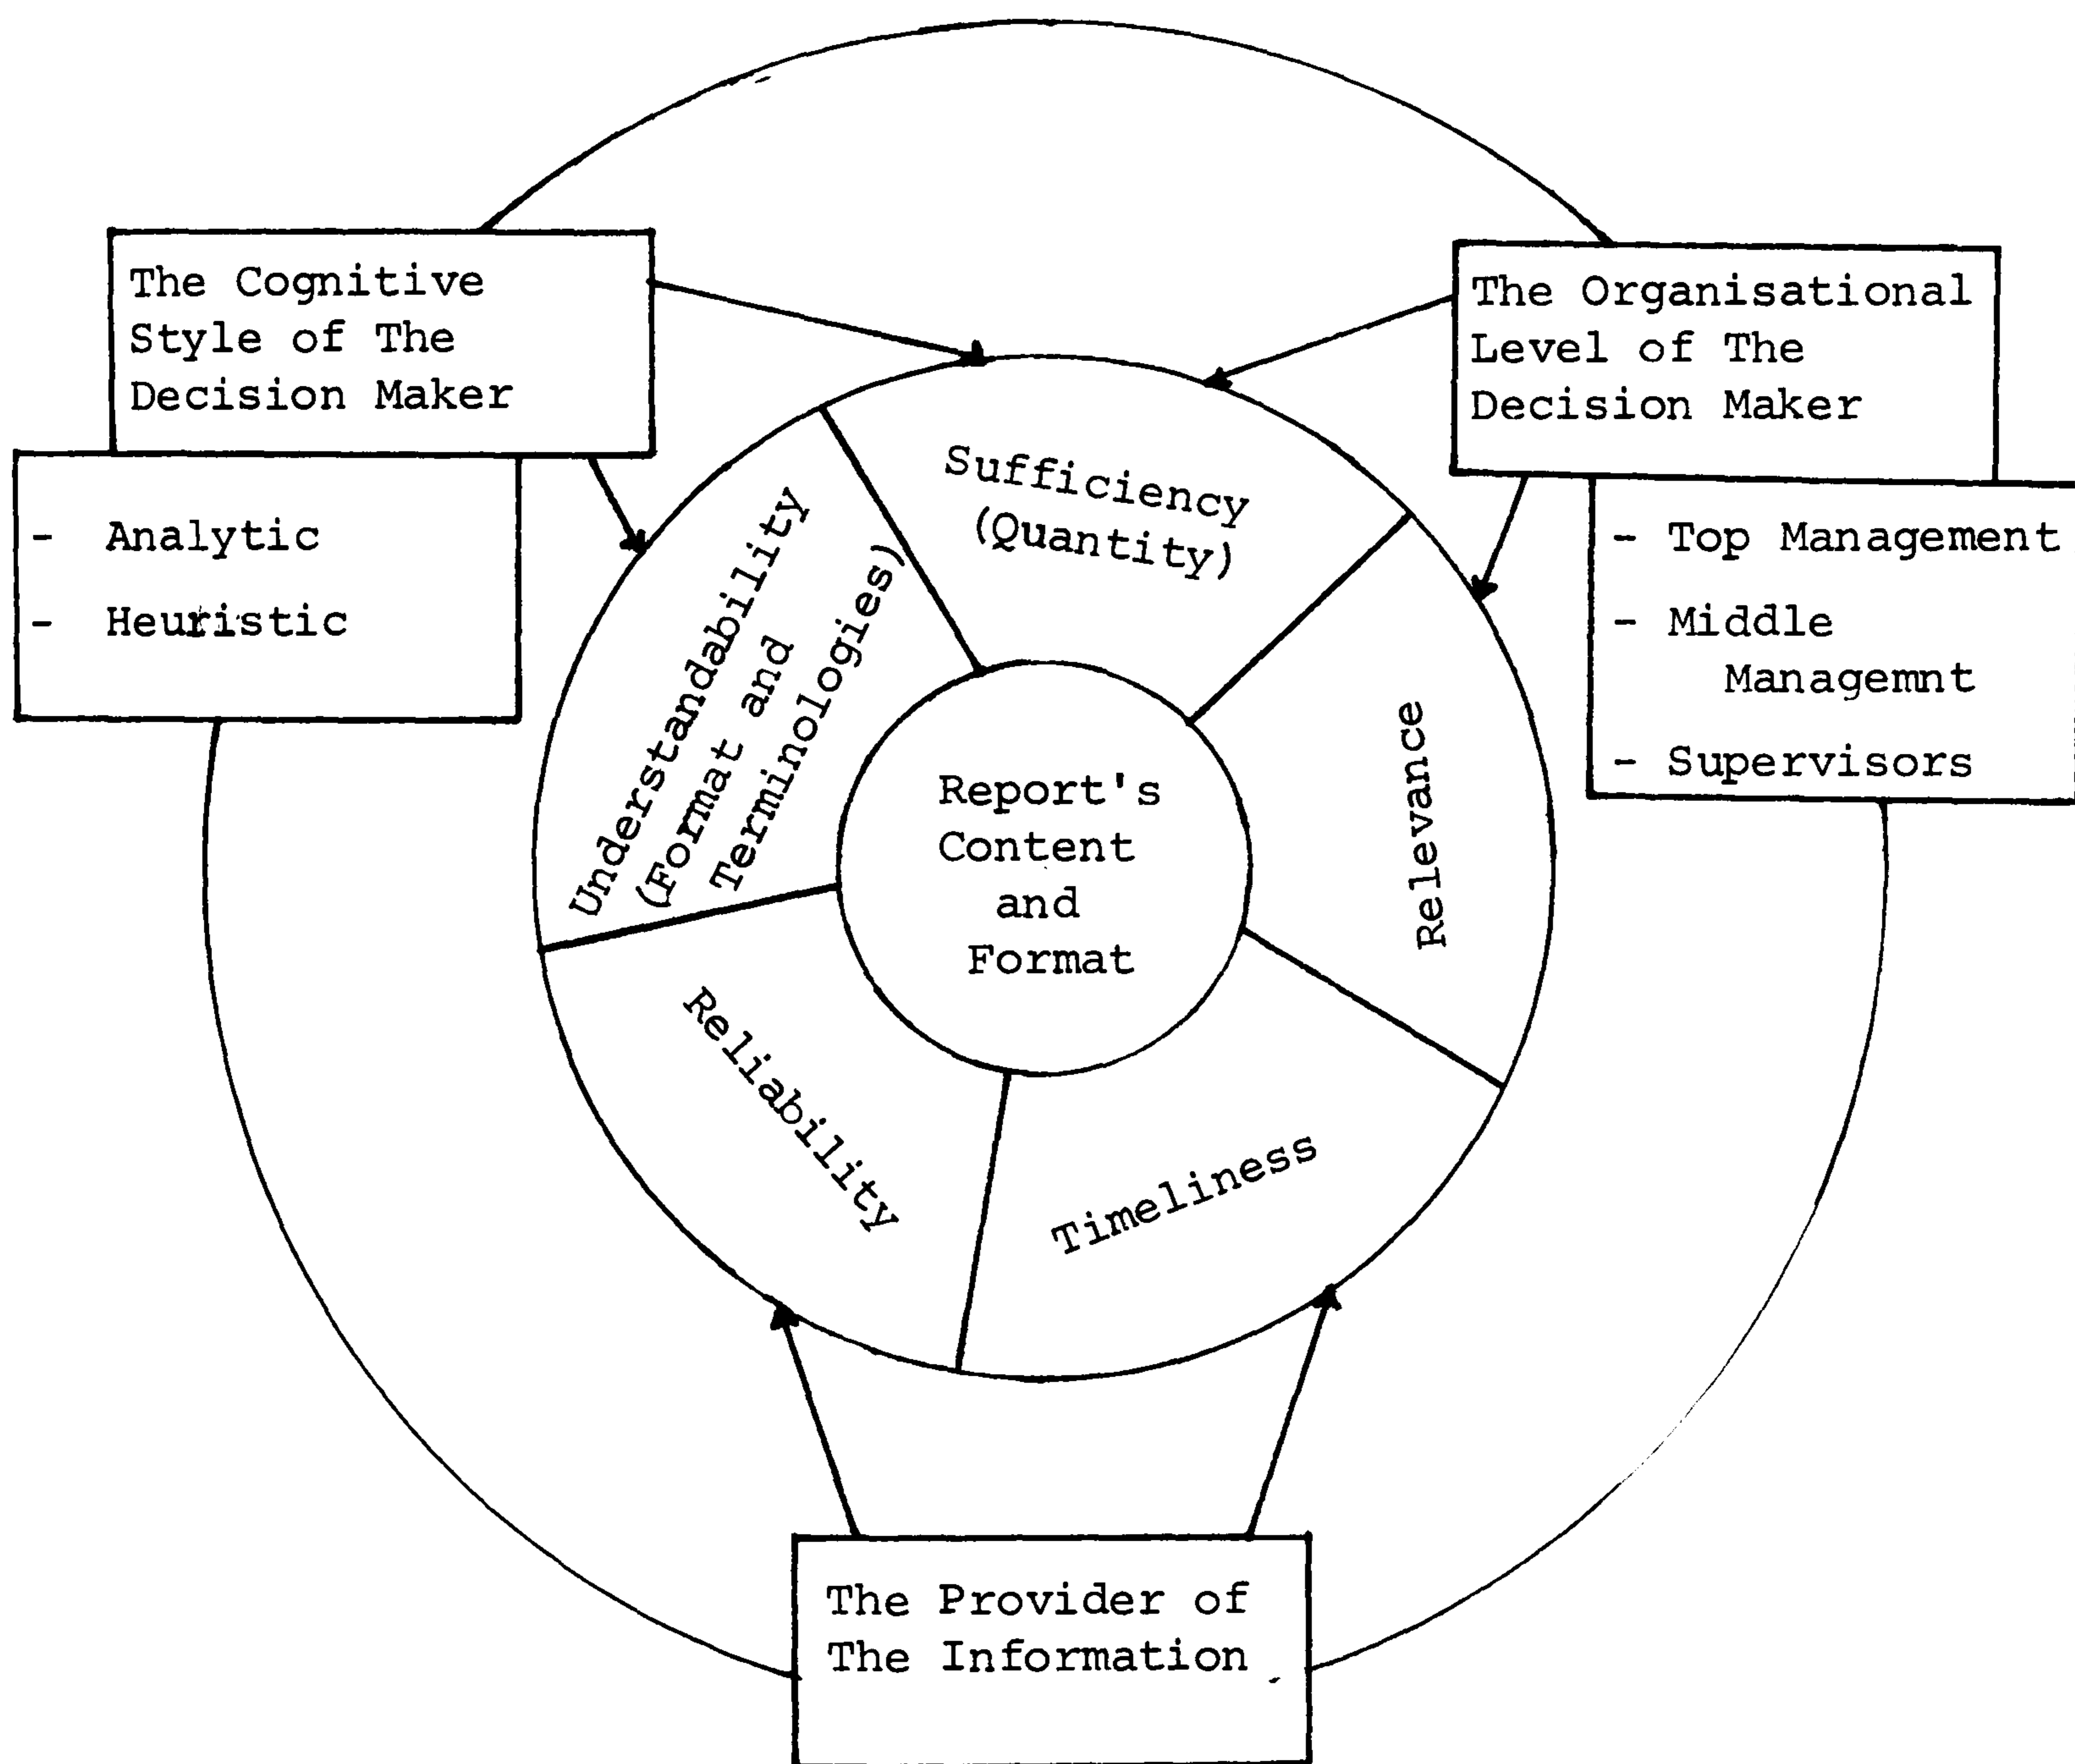 The Cognitive
Style of The
Decision Maker
- Analytic
- Heuristic
The Organisational
Level of The
Decision Maker
- Top Management
- Middle
Managemnt
- Supervisors
Sufficiency
(Quantity)
Understandability
(Format and
Terminologies)
Relevance
Report's
Content
and
Format
Reliability
Timeliness
The Provider of
The Information